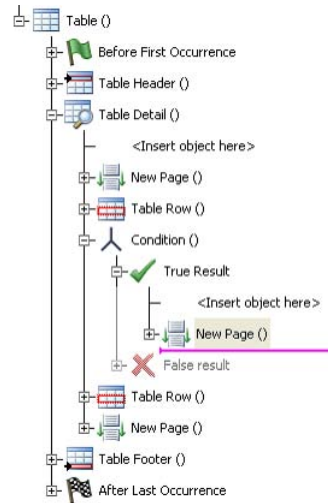 Table ()
Before First Occurrence
Table Header ()
Table Detail ()
<Insert object here>
New Page ()
Table Row ()
Condition ()
True Result
<Insert object here>
New Page ()
False result
Table Row ()
New Page ()
Table Footer ()
After Last Occurrence